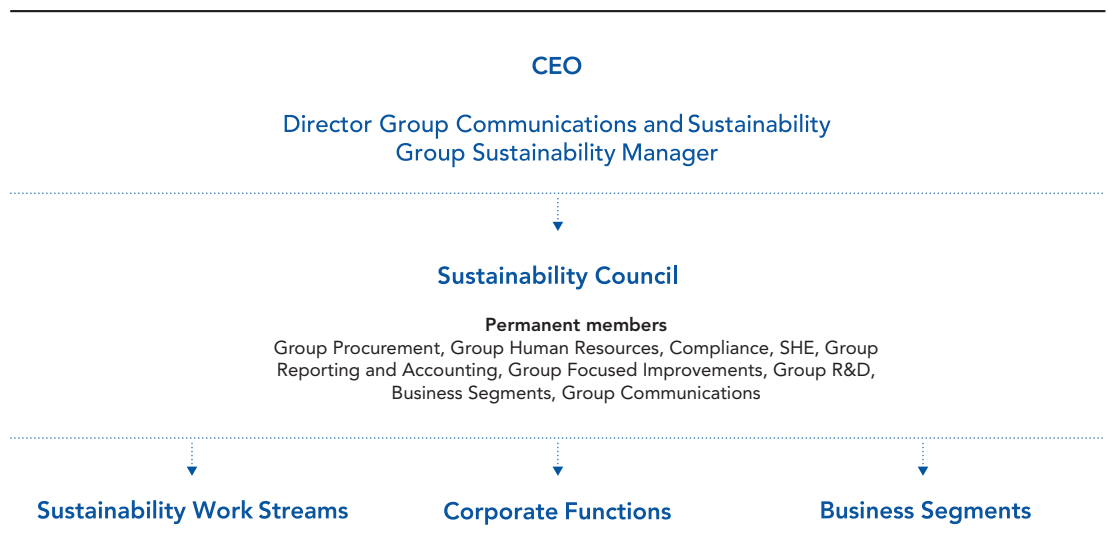 CEO
Director Group Communications and Sustainability
Group Sustainability Manager
Sustainability Council
Permanent members
Group Procurement, Group Human Resources, Compliance, SHE, Group
Reporting and Accounting, Group Focused Improvements, Group R&D,
Business Segments, Group Communications
Sustainability Work Streams
Corporate Functions
Business Segments